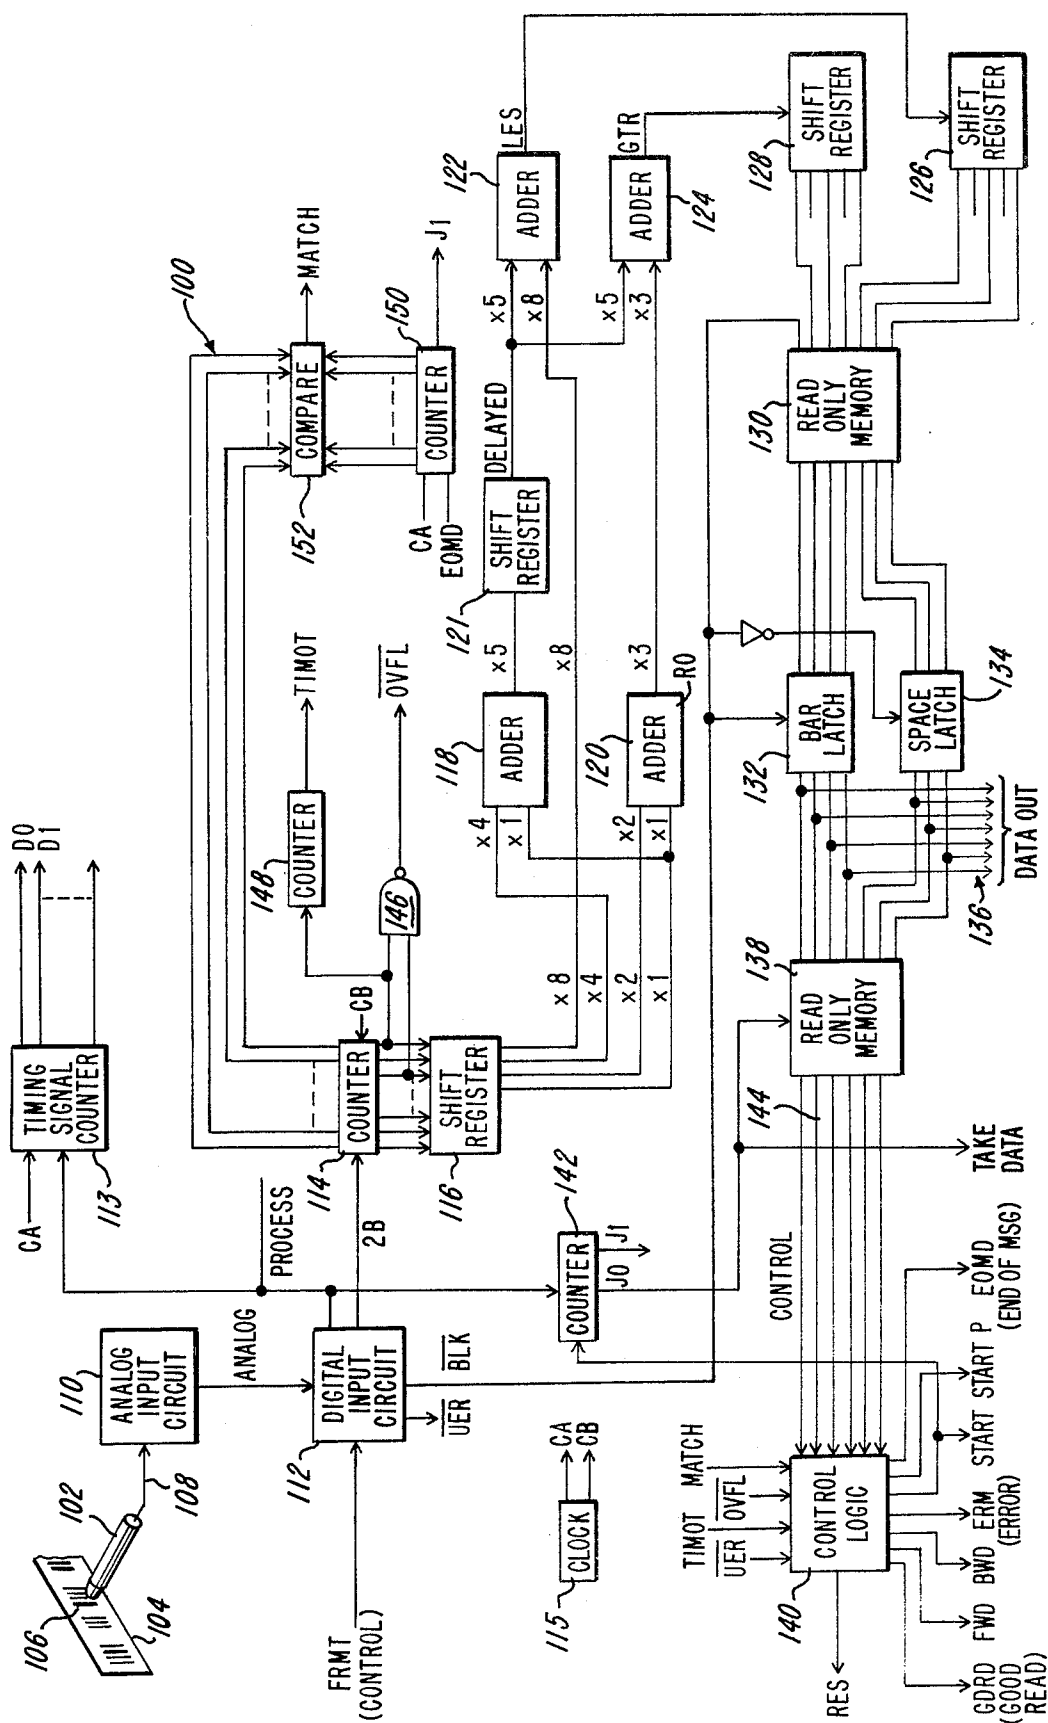 106
104
102
108
110
ANALOG
INPUT
CIRCUIT
ANALOG
FRMT
(CONTROL)
112
DIGITAL
INPUT
CIRCUIT
UER
BLK
PROCESS
2B
CA
113
TIMING
SIGNAL
COUNTER
D0
D1
114
COUNTER
CB
116
SHIFT
REGISTER
148
COUNTER
TIMOT
146
OVFL
100
152
COMPARE
MATCH
150
COUNTER
CA
EOMD
J1
x8
x4
x2
x1
x4
x1
118
ADDER
x5
121
SHIFT
REGISTER
DELAYED
x8
x2
x1
120
ADDER
RO
x3
x5
x8
122
ADDER
LES
x5
x3
124
ADDER
GTR
128
SHIFT
REGISTER
126
SHIFT
REGISTER
130
READ
ONLY
MEMORY
132
BAR
LATCH
134
SPACE
LATCH
136
DATA OUT
138
READ
ONLY
MEMORY
144
CONTROL
TAKE
DATA
142
COUNTER
J0
J1
115
CLOCK
CA
CB
TIMOT
MATCH
UER
OVFL
140
CONTROL
LOGIC
RES
GDRD
(GOOD
READ)
FWD
BWD
ERM
(ERROR)
START
START P
EOMD
(END OF MSG)